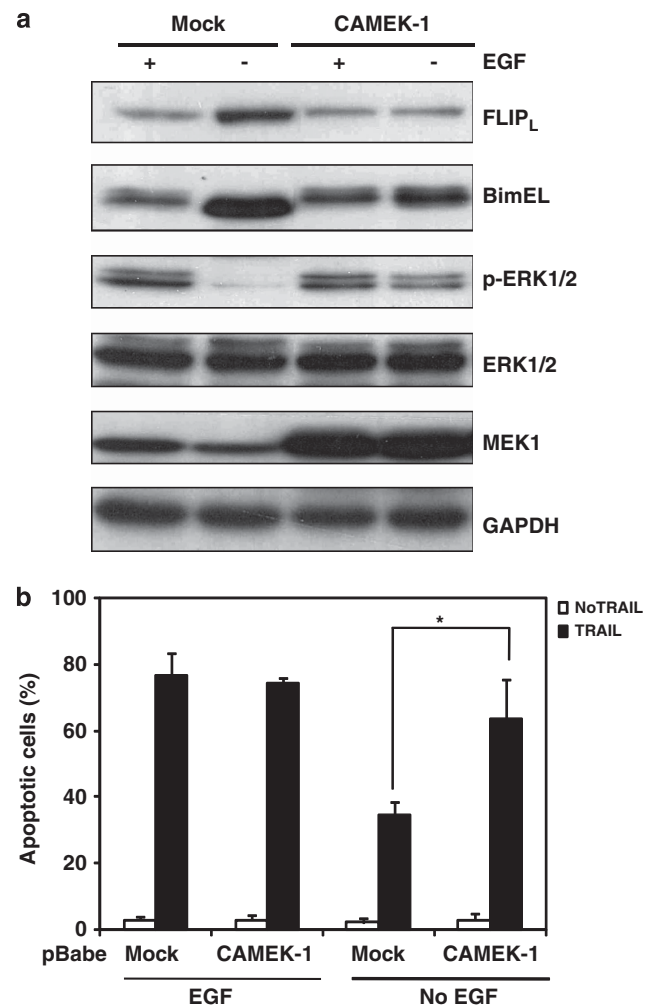 a
Mock CAMEK-1
+ - + - EGF
FLIPL
BimEL
p-ERK1/2
ERK1/2
MEK1
GAPDH
b
100
80
60
40
20
0
Apoptotic cells (%)
NoTRAIL
TRAIL
*
pBabe Mock CAMEK-1 Mock CAMEK-1
EGF No EGF